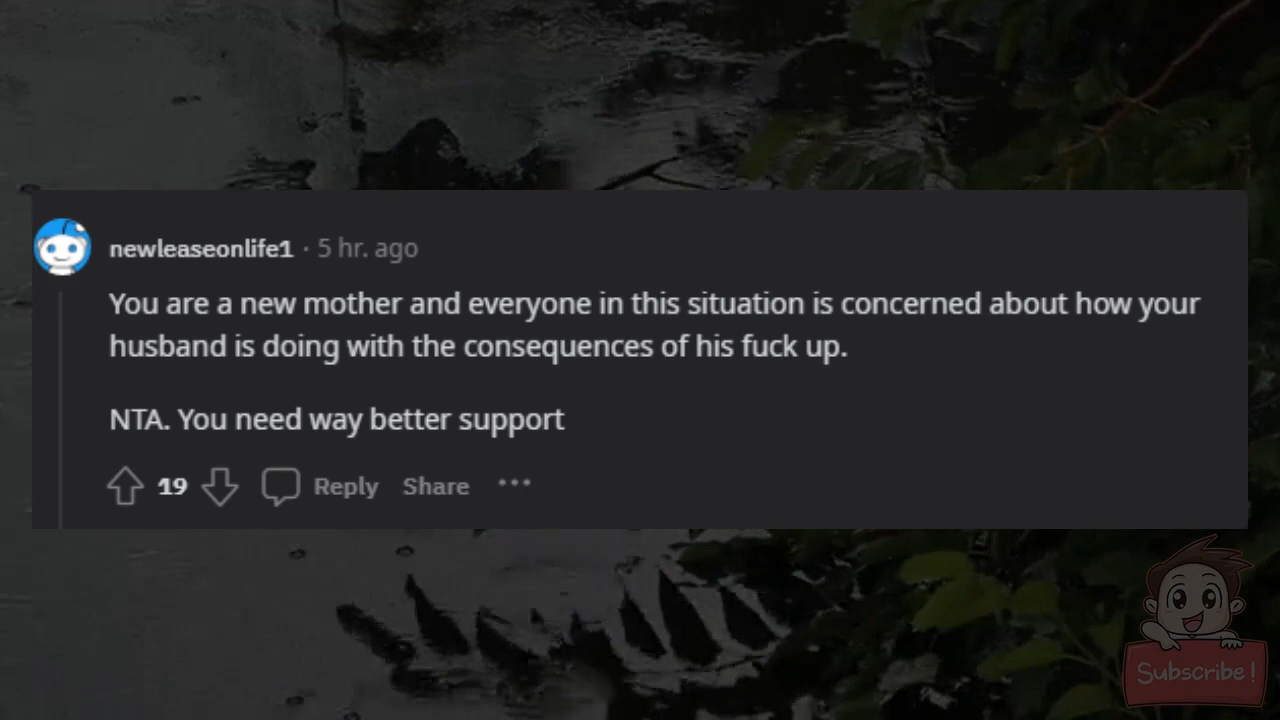 newleaseonlife1 · 5 hr. ago
You are a new mother and everyone in this situation is concerned about how your
husband is doing with the consequences of his fuck up.
NTA. You need way better support
19 Reply Share ···
Subscribe!